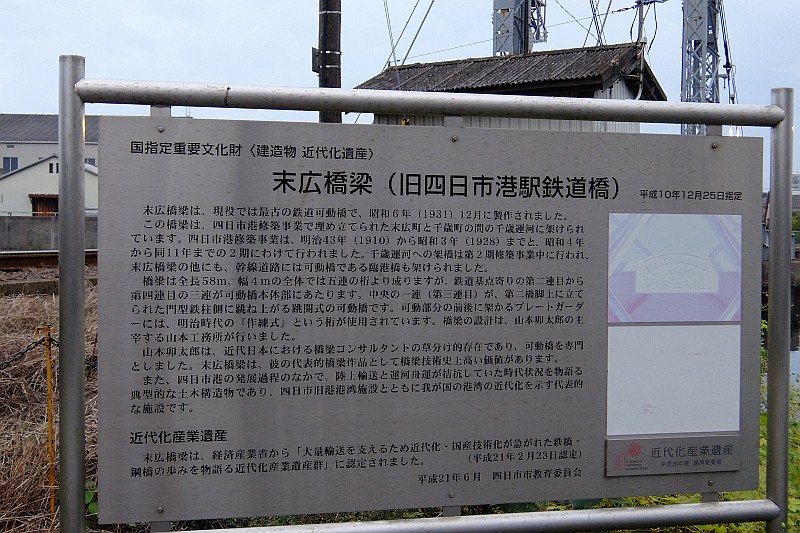 国指定重要文化財〈建造物 近代化遺産〉
末広橋梁（旧四日市港駅鉄道橋）
平成10年12月25日指定
末広橋梁は、現役では最古の鉄道可動橋で、昭和６年（1931）12月に製作されました。
この橋梁は、四日市港修築事業で埋め立てられた末広町と千歳町の間の千歳運河に架けられ
ています。四日市港修築事業は、明治43年（1910）から昭和３年（1928）までと、昭和４年
から同11年までの２期にわけて行われました。千歳運河への架橋は第２期修築事業中に行われ、
末広橋梁の他にも、幹線道路には可動橋である臨港橋も架けられました。
橋梁は全長58ｍ、幅４ｍの全体では五連の桁より成りますが、鉄道基点寄りの第二連目から
第四連目の三連が可動橋本体部にあたります。中央の一連（第三連目）が、第二橋脚上に立て
られた門型鉄柱側に跳ね上がる跳開式の可動橋です。可動部分の前後に架かるプレートガーダ
ーには、明治時代の「作錬式」という桁が使用されています。橋梁の設計は、山本卯太郎の主
宰する山本工務所が行いました。
山本卯太郎は、近代日本における橋梁コンサルタントの草分け的存在であり、可動橋を専門
としました。末広橋梁は、彼の代表的橋梁作品として橋梁技術史上高い価値があります。
また、四日市港の発展過程のなかで、陸上輸送と運河舟運が拮抗していた時代状況を物語る
典型的な土木構造物であり、四日市旧港港湾施設とともに我が国の港湾の近代化を示す代表的
な施設です。
近代化産業遺産
末広橋梁は、経済産業省から「大量輸送を支えるため近代化・国産技術化が急がれた鉄橋・
鋼橋の歩みを物語る近代化産業遺産群」に認定されました。（平成21年２月23日認定）
平成21年６月 四日市市教育委員会
近代化産業遺産
平成20年度 経済産業省